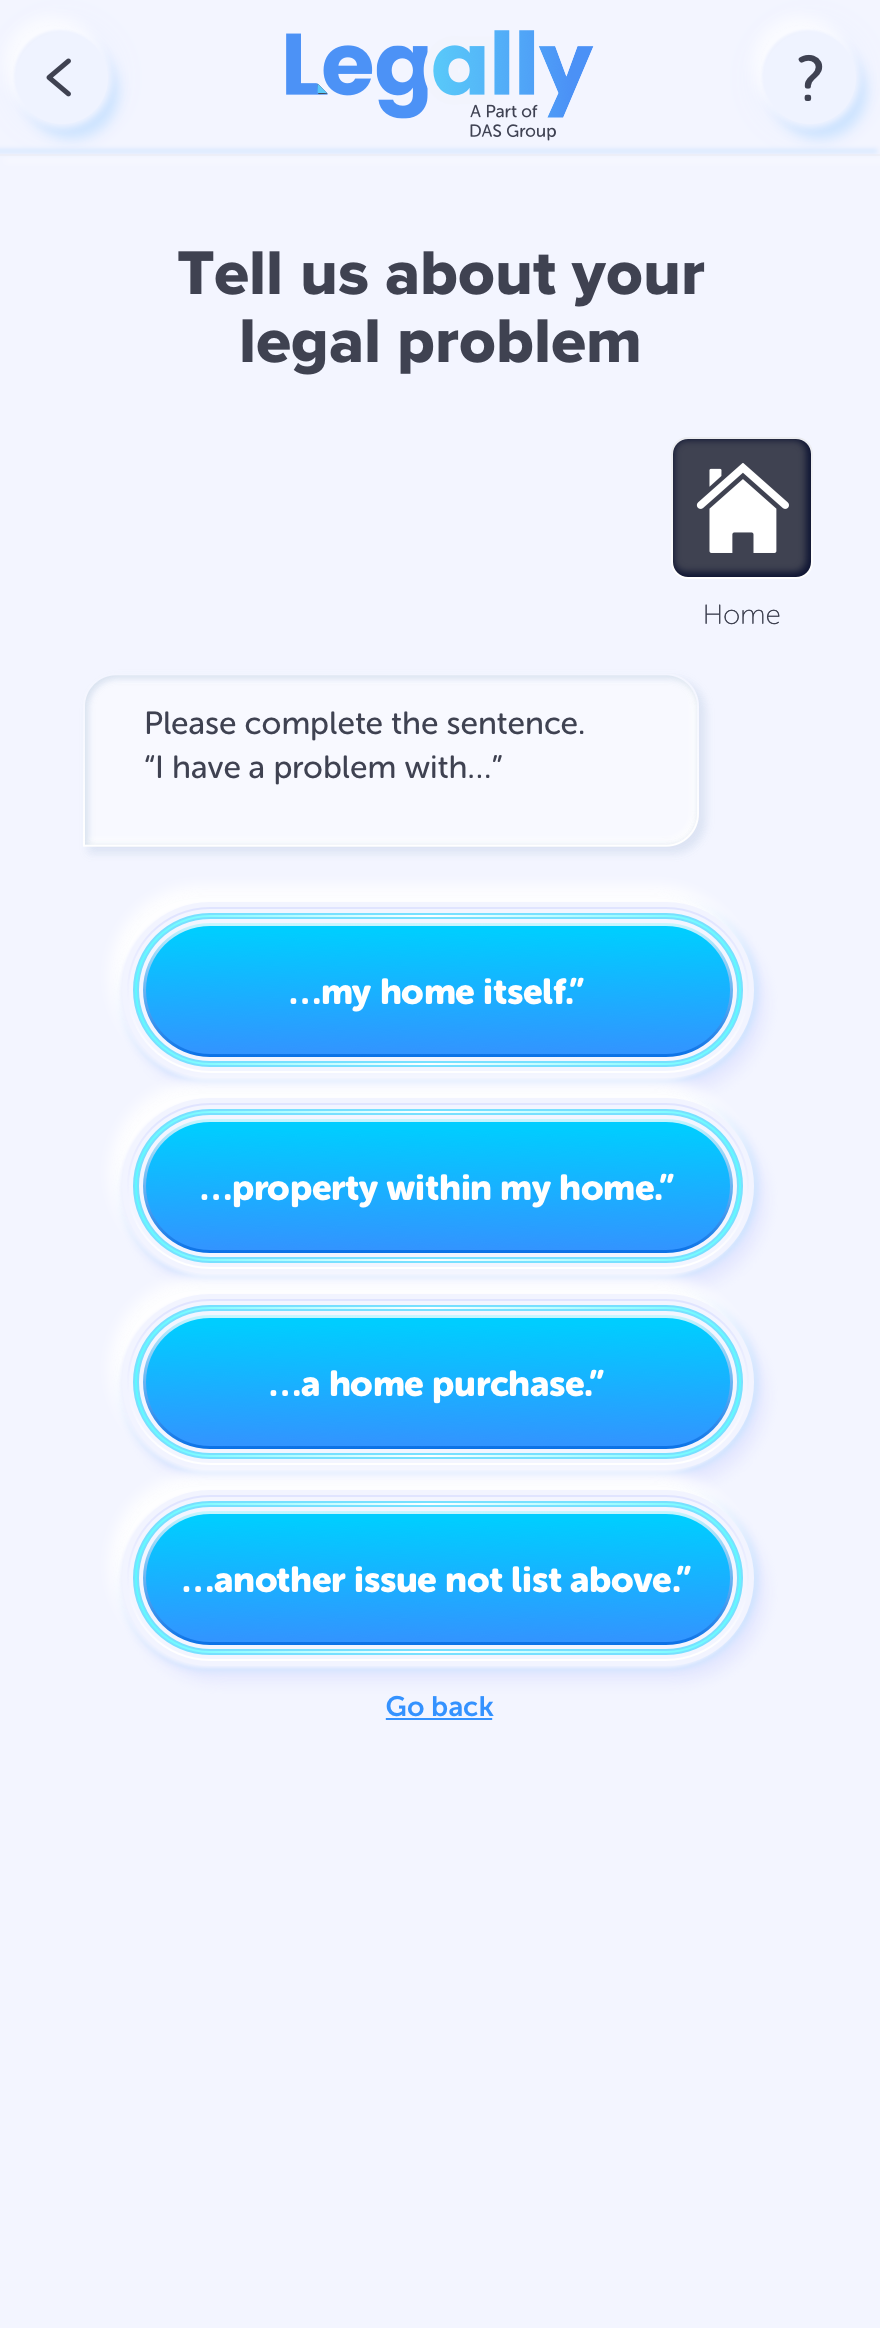 Legally
A Part of
DAS Group
?
Tell us about your
legal problem
Home
Please complete the sentence.
“I have a problem with...”
...my home itself.”
...property within my home.”
...a home purchase.”
...another issue not list above.”
Go back